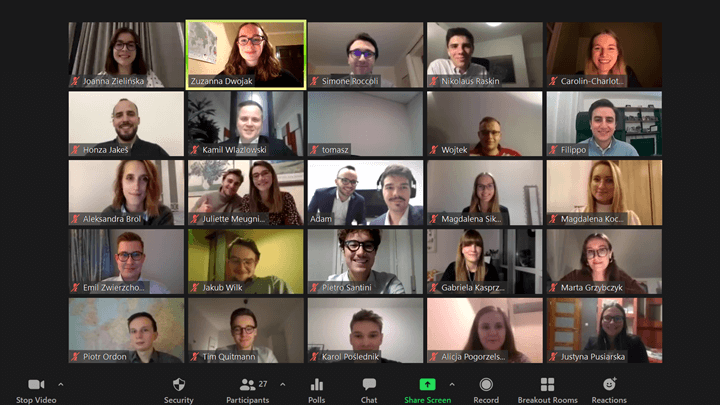 Joanna Zielińska
Zuzanna Dwojak
Simone Roccoli
Nikolaus Raskin
Carolin-Charlot...
Honza Jakeš
Kamil Wlazłowski
tomasz
Wojtek
Filippo
Aleksandra Brol
Juliette Meugni...
Adam
Magdalena Sik...
Magdalena Koc...
Emil Zwierzcho...
Jakub Wilk
Pietro Santini
Gabriela Kasprz...
Marta Grzybczyk
Piotr Ordon
Tim Quitmann
Karol Poślednik
Alicja Pogorzels...
Justyna Pusiarska
27
Stop Video
Security
Participants
Polls
Chat
Share Screen
Record
Breakout Rooms
Reactions